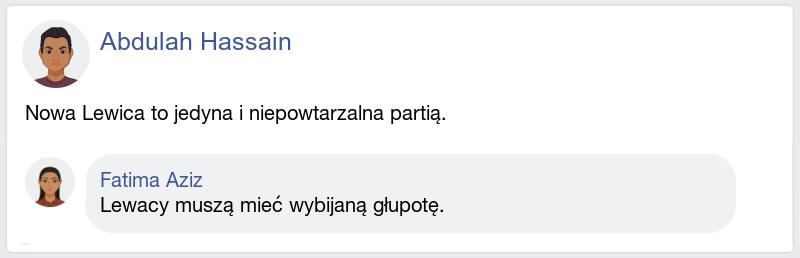 Abdulah Hassain
Nowa Lewica to jedyna i niepowtarzalna partią.
Fatima Aziz
Lewacy muszą mieć wybijaną głupotę.